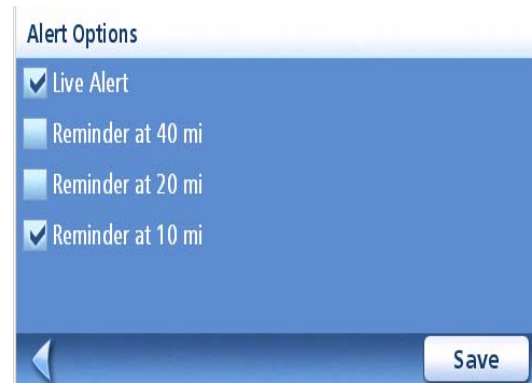 Alert Options
Live Alert
Reminder at 40 mi
Reminder at 20 mi
Reminder at 10 mi
Save